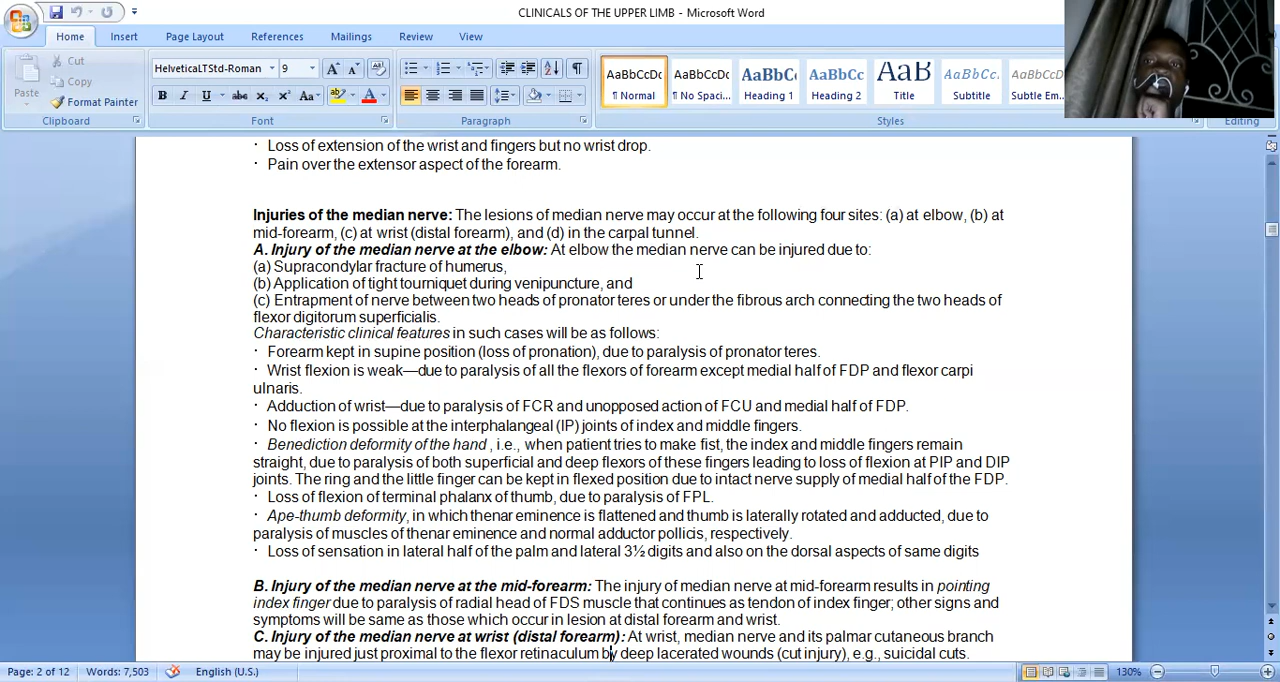 CLINICALS OF THE UPPER LIMB - Microsoft Word
Home Insert Page Layout References Mailings Review View
Cut
Copy
Paste
Format Painter
Clipboard
HelveticaLTStd-Roman 9
Font
Paragraph
AaBbCcDc AaBbCcDc AaBbC AaBbCc AaB AaBbCc. AaBbCcDc
¶ Normal ¶ No Spaci... Heading 1 Heading 2 Title Subtitle Subtle Em...
Styles
Editing
· Loss of extension of the wrist and fingers but no wrist drop.
· Pain over the extensor aspect of the forearm.
Injuries of the median nerve: The lesions of median nerve may occur at the following four sites: (a) at elbow, (b) at
mid-forearm, (c) at wrist (distal forearm), and (d) in the carpal tunnel.
A. Injury of the median nerve at the elbow: At elbow the median nerve can be injured due to:
(a) Supracondylar fracture of humerus,
(b) Application of tight tourniquet during venipuncture, and
(c) Entrapment of nerve between two heads of pronator teres or under the fibrous arch connecting the two heads of
flexor digitorum superficialis.
Characteristic clinical features in such cases will be as follows:
· Forearm kept in supine position (loss of pronation), due to paralysis of pronator teres.
· Wrist flexion is weak—due to paralysis of all the flexors of forearm except medial half of FDP and flexor carpi
ulnaris.
· Adduction of wrist—due to paralysis of FCR and unopposed action of FCU and medial half of FDP.
· No flexion is possible at the interphalangeal (IP) joints of index and middle fingers.
· Benediction deformity of the hand , i.e., when patient tries to make fist, the index and middle fingers remain
straight, due to paralysis of both superficial and deep flexors of these fingers leading to loss of flexion at PIP and DIP
joints. The ring and the little finger can be kept in flexed position due to intact nerve supply of medial half of the FDP.
· Loss of flexion of terminal phalanx of thumb, due to paralysis of FPL.
· Ape-thumb deformity, in which thenar eminence is flattened and thumb is laterally rotated and adducted, due to
paralysis of muscles of thenar eminence and normal adductor pollicis, respectively.
· Loss of sensation in lateral half of the palm and lateral 3½ digits and also on the dorsal aspects of same digits
B. Injury of the median nerve at the mid-forearm: The injury of median nerve at mid-forearm results in pointing
index finger due to paralysis of radial head of FDS muscle that continues as tendon of index finger; other signs and
symptoms will be same as those which occur in lesion at distal forearm and wrist.
C. Injury of the median nerve at wrist (distal forearm): At wrist, median nerve and its palmar cutaneous branch
may be injured just proximal to the flexor retinaculum by deep lacerated wounds (cut injury), e.g., suicidal cuts.
Page: 2 of 12 Words: 7,503 English (U.S.) 130%